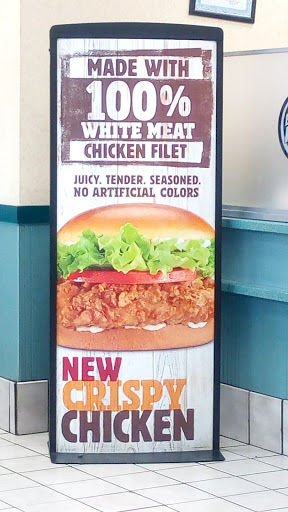 MADE WITH
100%
WHITE MEAT
CHICKEN FILET
JUICY. TENDER. SEASONED.
NO ARTIFICIAL COLORS
NEW
CRISPY
CHICKEN